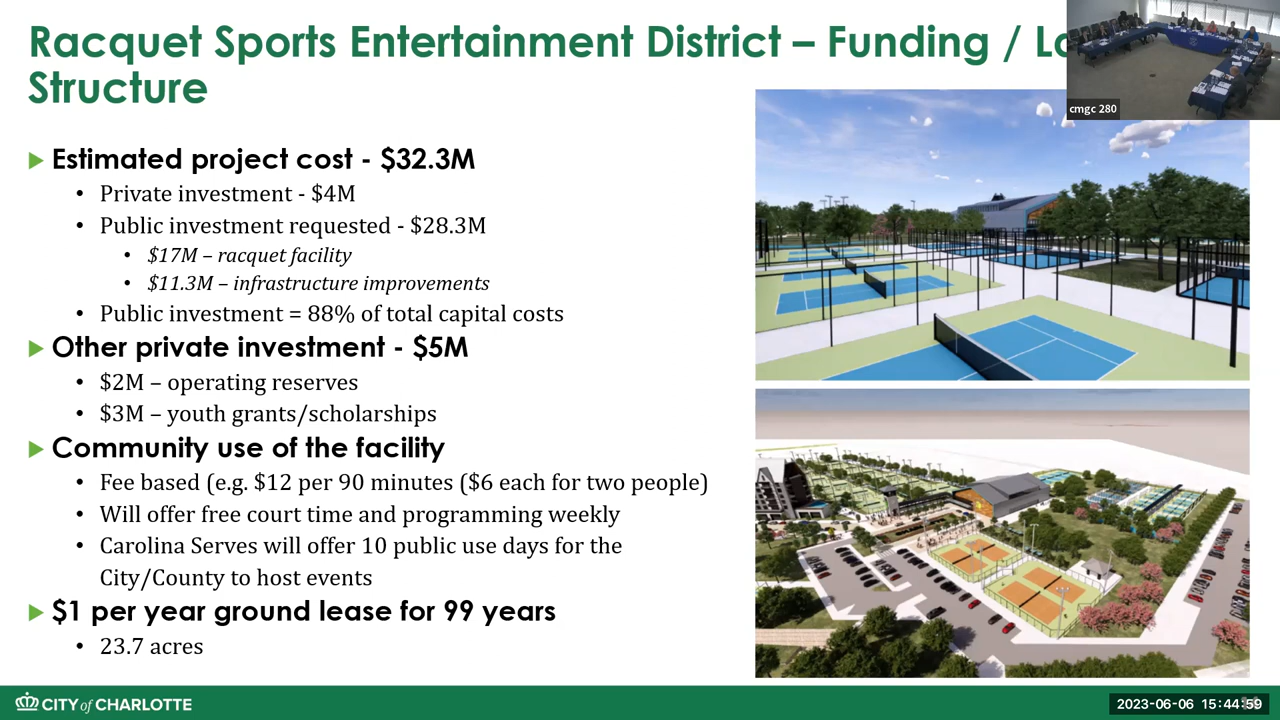 Racquet Sports Entertainment District – Funding /
Structure
cmgc 280
▶ Estimated project cost - $32.3M
• Private investment - $4M
• Public investment requested - $28.3M
• $17M – racquet facility
• $11.3M – infrastructure improvements
• Public investment = 88% of total capital costs
▶ Other private investment - $5M
• $2M – operating reserves
• $3M – youth grants/scholarships
▶ Community use of the facility
• Fee based (e.g. $12 per 90 minutes ($6 each for two people)
• Will offer free court time and programming weekly
• Carolina Serves will offer 10 public use days for the
City/County to host events
▶ $1 per year ground lease for 99 years
• 23.7 acres
CITY of CHARLOTTE
2023-06-06 15:44:59